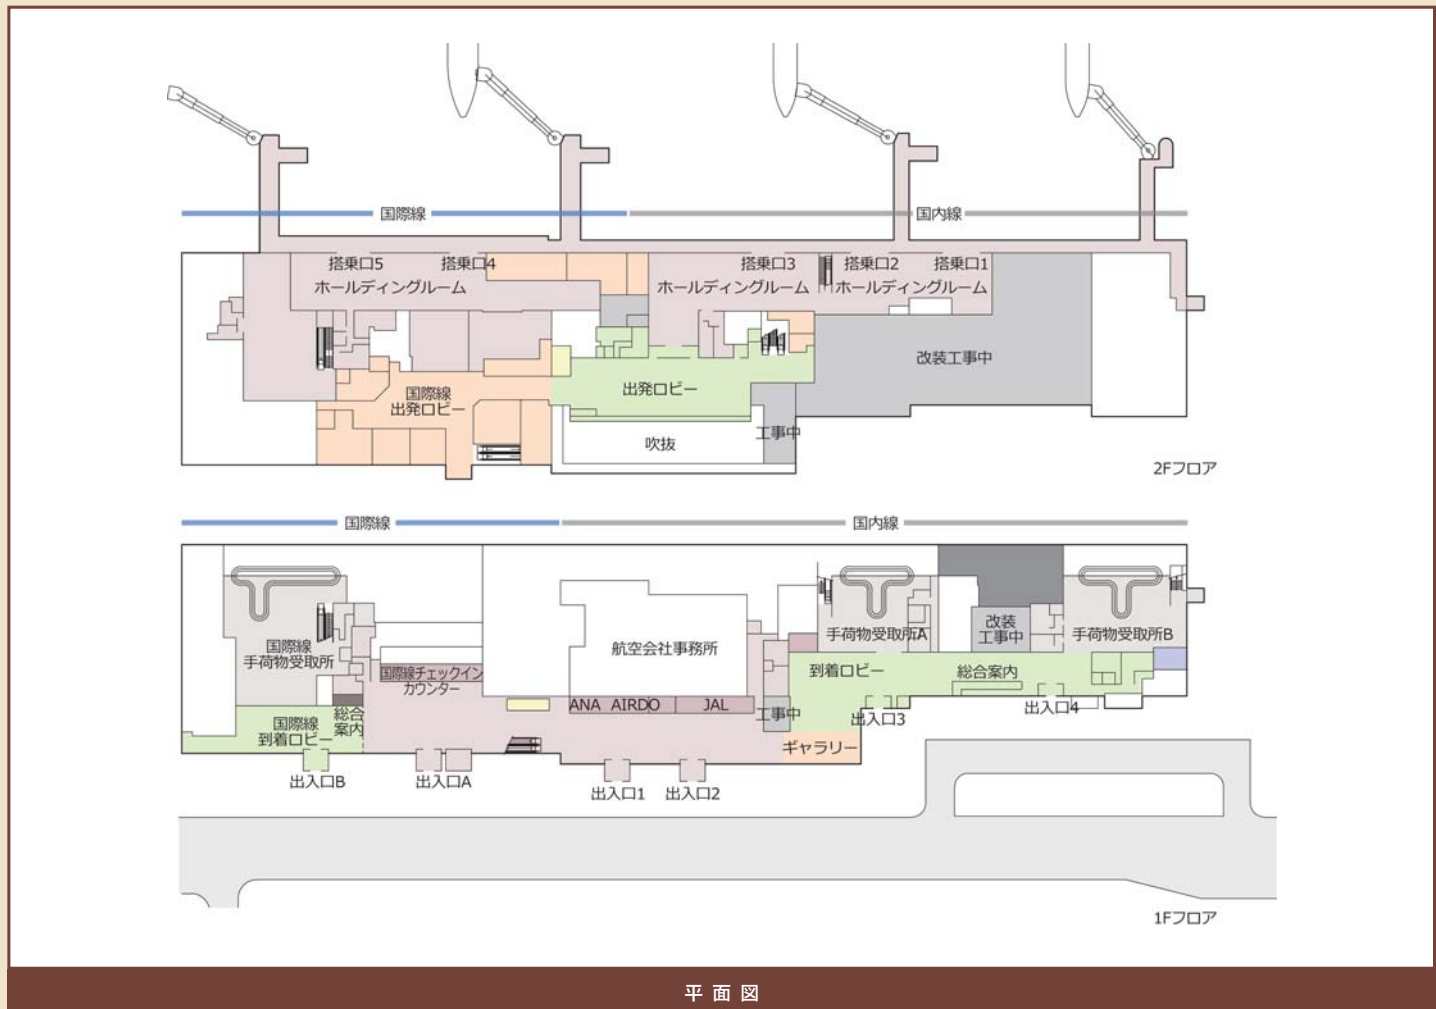 国際線
国内線
搭乗口5
搭乗口4
搭乗口3
搭乗口2
搭乗口1
ホールディングルーム
ホールディングルーム
ホールディングルーム
改装工事中
国際線
出発ロビー
出発ロビー
工事中
吹抜
2Fフロア
国際線
国内線
国際線
手荷物受取所
航空会社事務所
手荷物受取所A
改装
工事中
手荷物受取所B
国際線チェックイン
カウンター
到着ロビー
総合案内
ANA
AIRDO
JAL
工事中
総合
案内
国際線
到着ロビー
出入口3
出入口4
ギャラリー
出入口B
出入口A
出入口1
出入口2
1Fフロア
平面図